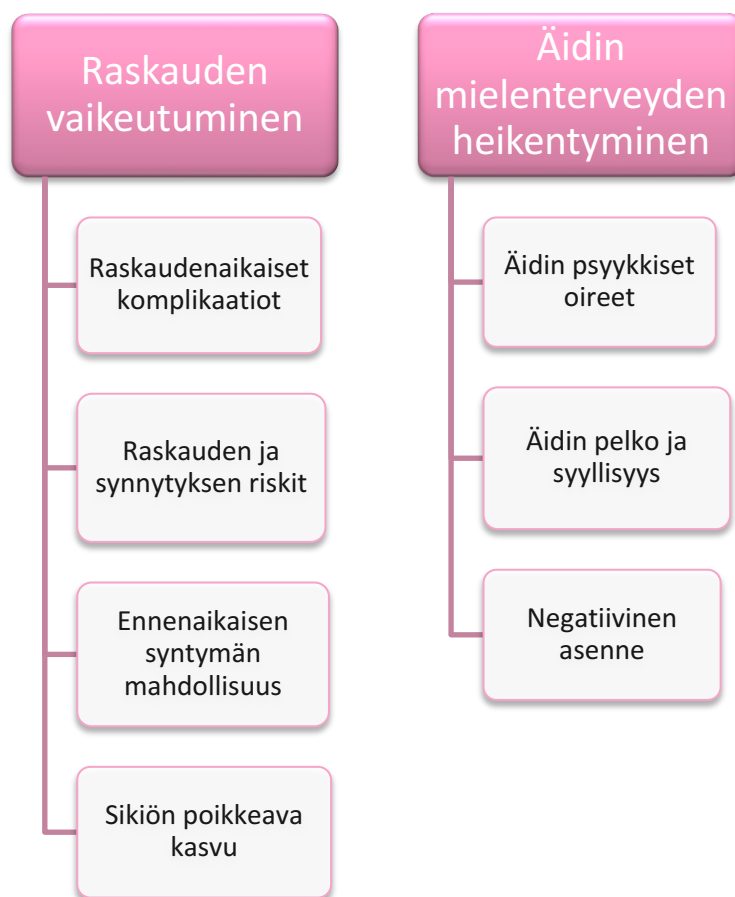 Raskauden
vaikeutuminen
Raskaudenaikaiset
komplikaatiot
Raskauden ja
synnytyksen riskit
Ennenaikaisen
syntymän
mahdollisuus
Sikiön poikkeava
kasvu
Äidin
mielenterveyden
heikentyminen
Äidin psyykkiset
oireet
Äidin pelko ja
syyllisyys
Negatiivinen
asenne